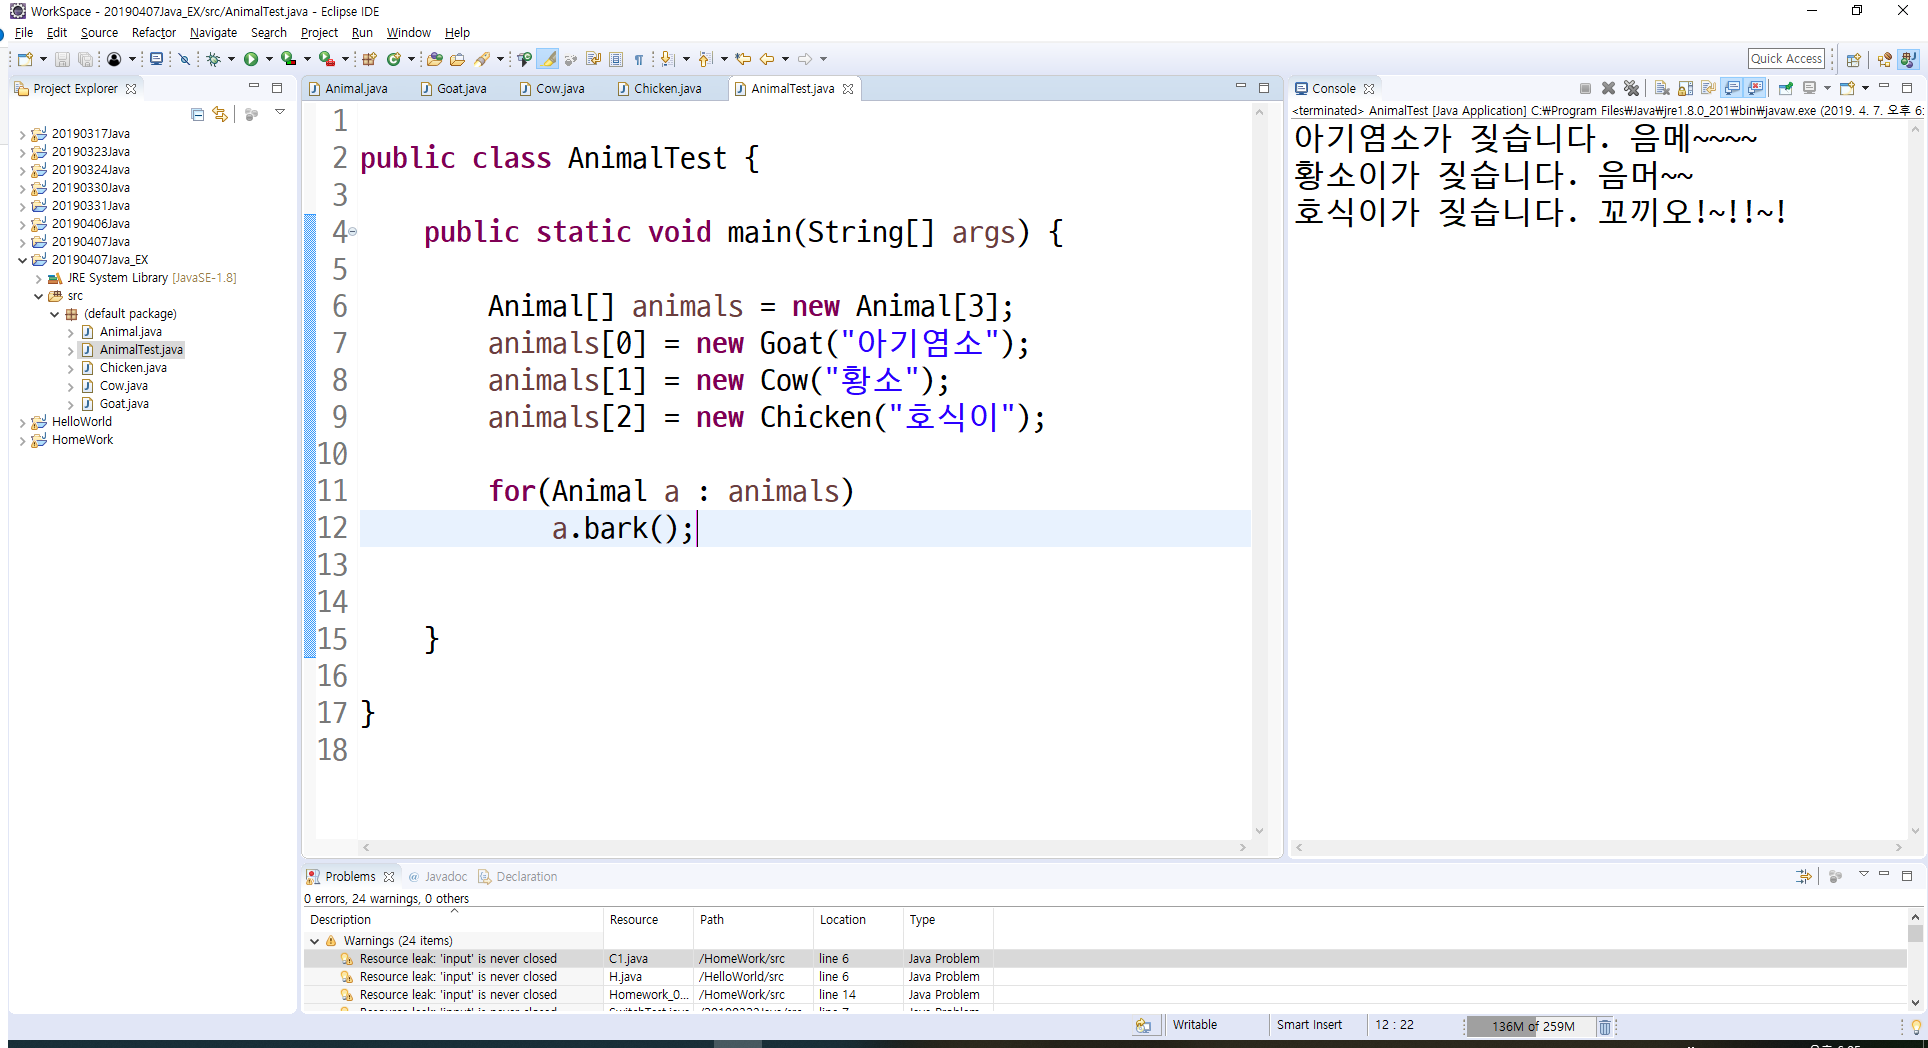 WorkSpace - 20190407Java_EX/src/AnimalTest.java - Eclipse IDE
File Edit Source Refactor Navigate Search Project Run Window Help
Quick Access
Project Explorer
20190317Java
20190323Java
20190324Java
20190330Java
20190331Java
20190406Java
20190407Java
20190407Java_EX
JRE System Library [JavaSE-1.8]
src
(default package)
Animal.java
AnimalTest.java
Chicken.java
Cow.java
Goat.java
HelloWorld
HomeWork
Animal.java Goat.java Cow.java Chicken.java AnimalTest.java
1
2 public class AnimalTest {
3
4 public static void main(String[] args) {
5
6 Animal[] animals = new Animal[3];
7 animals[0] = new Goat("아기염소");
8 animals[1] = new Cow("황소");
9 animals[2] = new Chicken("호식이");
10
11 for(Animal a : animals)
12 a.bark();
13
14
15 }
16
17 }
18
Console
<terminated> AnimalTest [Java Application] C:₩Program Files₩Java₩jre1.8.0_201₩bin₩javaw.exe (2019. 4. 7. 오후 6:
아기염소가 짖습니다. 음메~~~~
황소이가 짖습니다. 음머~~
호식이가 짖습니다. 꼬끼오!~!!~!
Problems @ Javadoc Declaration
0 errors, 24 warnings, 0 others
Description Resource Path Location Type
Warnings (24 items)
Resource leak: 'input' is never closed C1.java /HomeWork/src line 6 Java Problem
Resource leak: 'input' is never closed H.java /HelloWorld/src line 6 Java Problem
Resource leak: 'input' is never closed Homework_0... /HomeWork/src line 14 Java Problem
Writable Smart Insert 12 : 22 136M of 259M